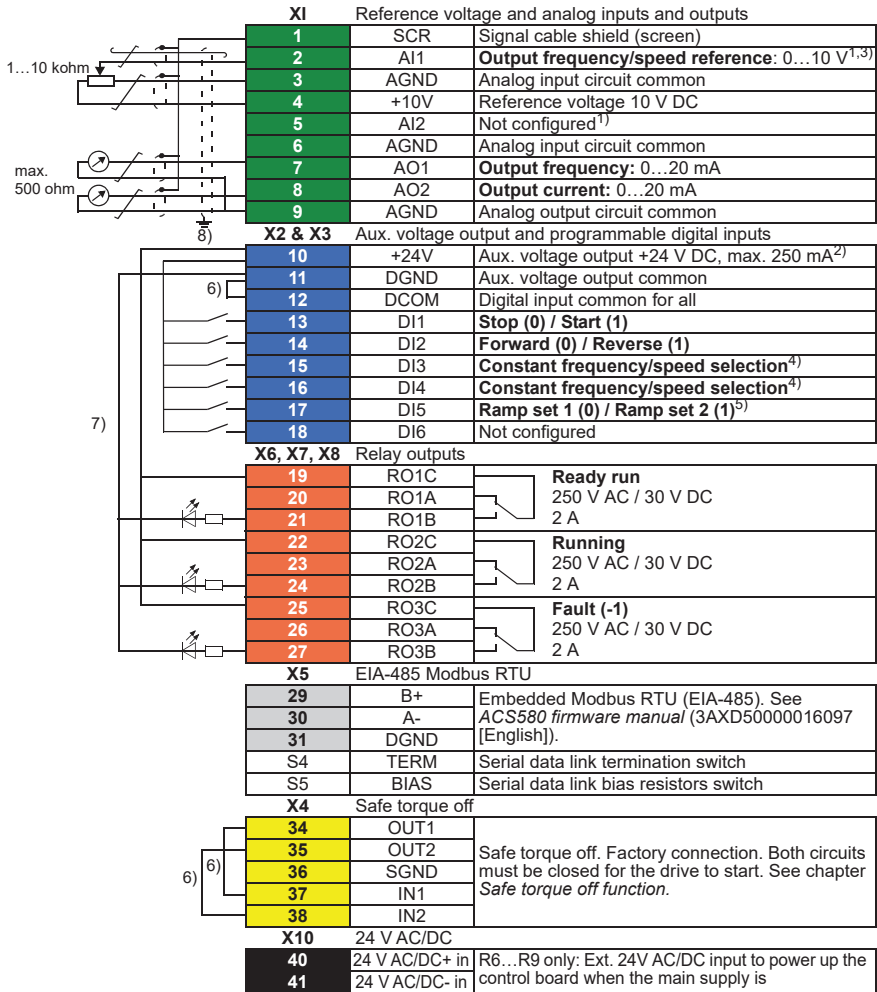 XI Reference voltage and analog inputs and outputs
1 SCR Signal cable shield (screen)
2 AI1 Output frequency/speed reference: 0…10 V1,3)
1…10 kohm
3 AGND Analog input circuit common
4 +10V Reference voltage 10 V DC
5 AI2 Not configured1)
6 AGND Analog input circuit common
max.
500 ohm
7 AO1 Output frequency: 0…20 mA
8 AO2 Output current: 0…20 mA
9 AGND Analog output circuit common
8)
X2 & X3 Aux. voltage output and programmable digital inputs
10 +24V Aux. voltage output +24 V DC, max. 250 mA2)
11 DGND Aux. voltage output common
6)
12 DCOM Digital input common for all
13 DI1 Stop (0) / Start (1)
14 DI2 Forward (0) / Reverse (1)
15 DI3 Constant frequency/speed selection4)
16 DI4 Constant frequency/speed selection4)
17 DI5 Ramp set 1 (0) / Ramp set 2 (1)5)
7)
18 DI6 Not configured
X6, X7, X8 Relay outputs
19 RO1C Ready run
20 RO1A 250 V AC / 30 V DC
21 RO1B 2 A
22 RO2C Running
23 RO2A 250 V AC / 30 V DC
24 RO2B 2 A
25 RO3C Fault (-1)
26 RO3A 250 V AC / 30 V DC
27 RO3B 2 A
X5 EIA-485 Modbus RTU
29 B+ Embedded Modbus RTU (EIA-485). See
30 A- ACS580 firmware manual (3AXD50000016097
31 DGND [English]).
S4 TERM Serial data link termination switch
S5 BIAS Serial data link bias resistors switch
X4 Safe torque off
34 OUT1
35 OUT2 Safe torque off. Factory connection. Both circuits
6) 6) 36 SGND must be closed for the drive to start. See chapter
37 IN1 Safe torque off function.
38 IN2
X10 24 V AC/DC
40 24 V AC/DC+ in R6…R9 only: Ext. 24V AC/DC input to power up the
41 24 V AC/DC- in control board when the main supply is